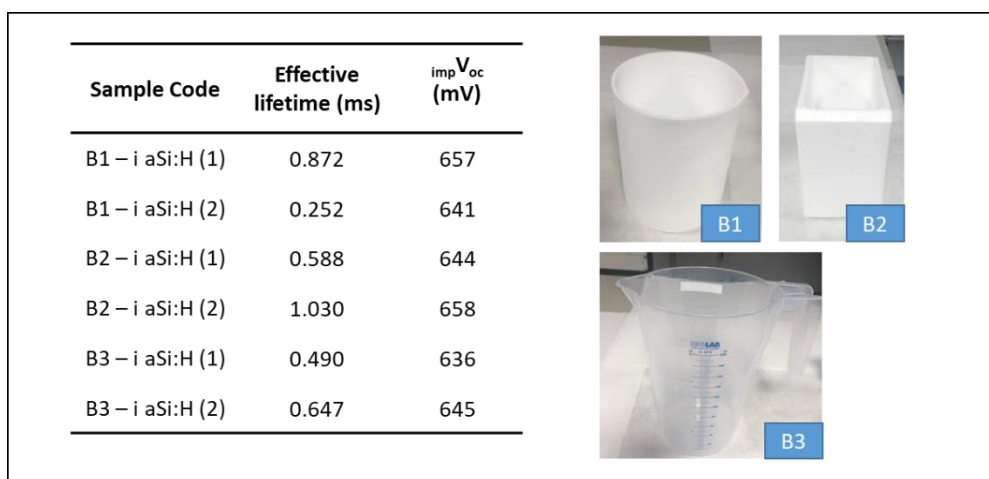 Sample Code Effective lifetime (ms) impVoc (mV)
B1 – i aSi:H (1) 0.872 657
B1 – i aSi:H (2) 0.252 641
B2 – i aSi:H (1) 0.588 644
B2 – i aSi:H (2) 1.030 658
B3 – i aSi:H (1) 0.490 636
B3 – i aSi:H (2) 0.647 645
B1
B2
B3